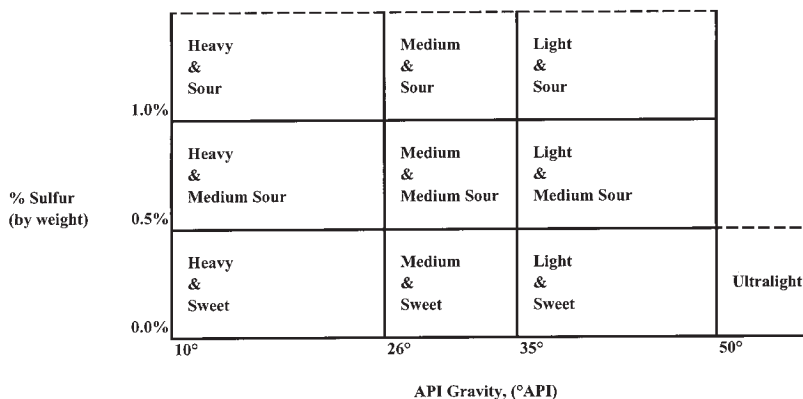 Heavy
&
Sour
Medium
&
Sour
Light
&
Sour
1.0%
Heavy
&
Medium Sour
Medium
&
Medium Sour
Light
&
Medium Sour
% Sulfur
(by weight)
0.5%
Heavy
&
Sweet
Medium
&
Sweet
Light
&
Sweet
Ultralight
0.0%
10°
26°
35°
50°
API Gravity, (°API)